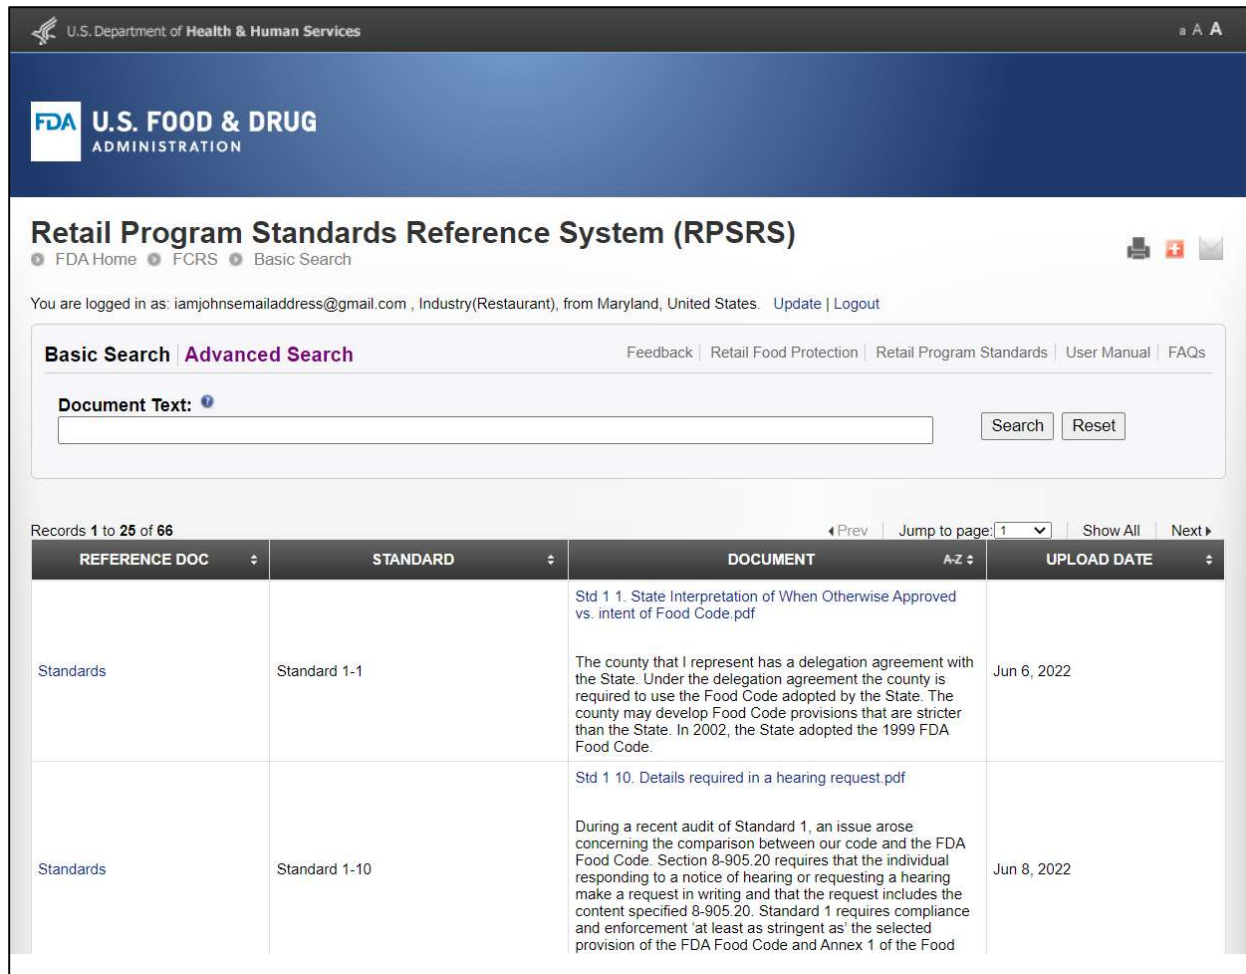 U.S. Department of Health & Human Services
a A A
FDA U.S. FOOD & DRUG
ADMINISTRATION
Retail Program Standards Reference System (RPSRS)
FDA Home FCRS Basic Search
You are logged in as: iamjohnsemailaddress@gmail.com , Industry(Restaurant), from Maryland, United States. Update | Logout
Basic Search | Advanced Search
Feedback | Retail Food Protection | Retail Program Standards | User Manual | FAQs
Document Text: ?
Search Reset
Records 1 to 25 of 66
Prev | Jump to page: 1 | Show All | Next
REFERENCE DOC STANDARD DOCUMENT A-Z UPLOAD DATE
Standards
Standard 1-1
Std 1 1. State Interpretation of When Otherwise Approved
vs. intent of Food Code.pdf
The county that I represent has a delegation agreement with
the State. Under the delegation agreement the county is
required to use the Food Code adopted by the State. The
county may develop Food Code provisions that are stricter
than the State. In 2002, the State adopted the 1999 FDA
Food Code.
Jun 6, 2022
Standards
Standard 1-10
Std 1 10. Details required in a hearing request.pdf
During a recent audit of Standard 1, an issue arose
concerning the comparison between our code and the FDA
Food Code. Section 8-905.20 requires that the individual
responding to a notice of hearing or requesting a hearing
make a request in writing and that the request includes the
content specified 8-905.20. Standard 1 requires compliance
and enforcement 'at least as stringent as' the selected
provision of the FDA Food Code and Annex 1 of the Food
Jun 8, 2022